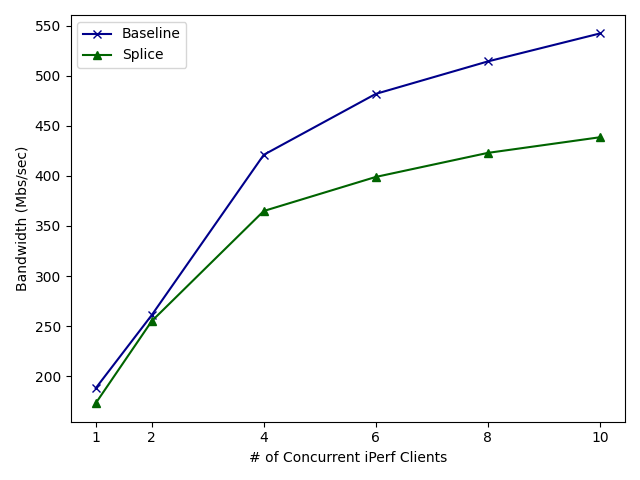 Baseline
Splice
Bandwidth (Mbs/sec)
550
500
450
400
350
300
250
200
1 2 4 6 8 10
# of Concurrent iPerf Clients